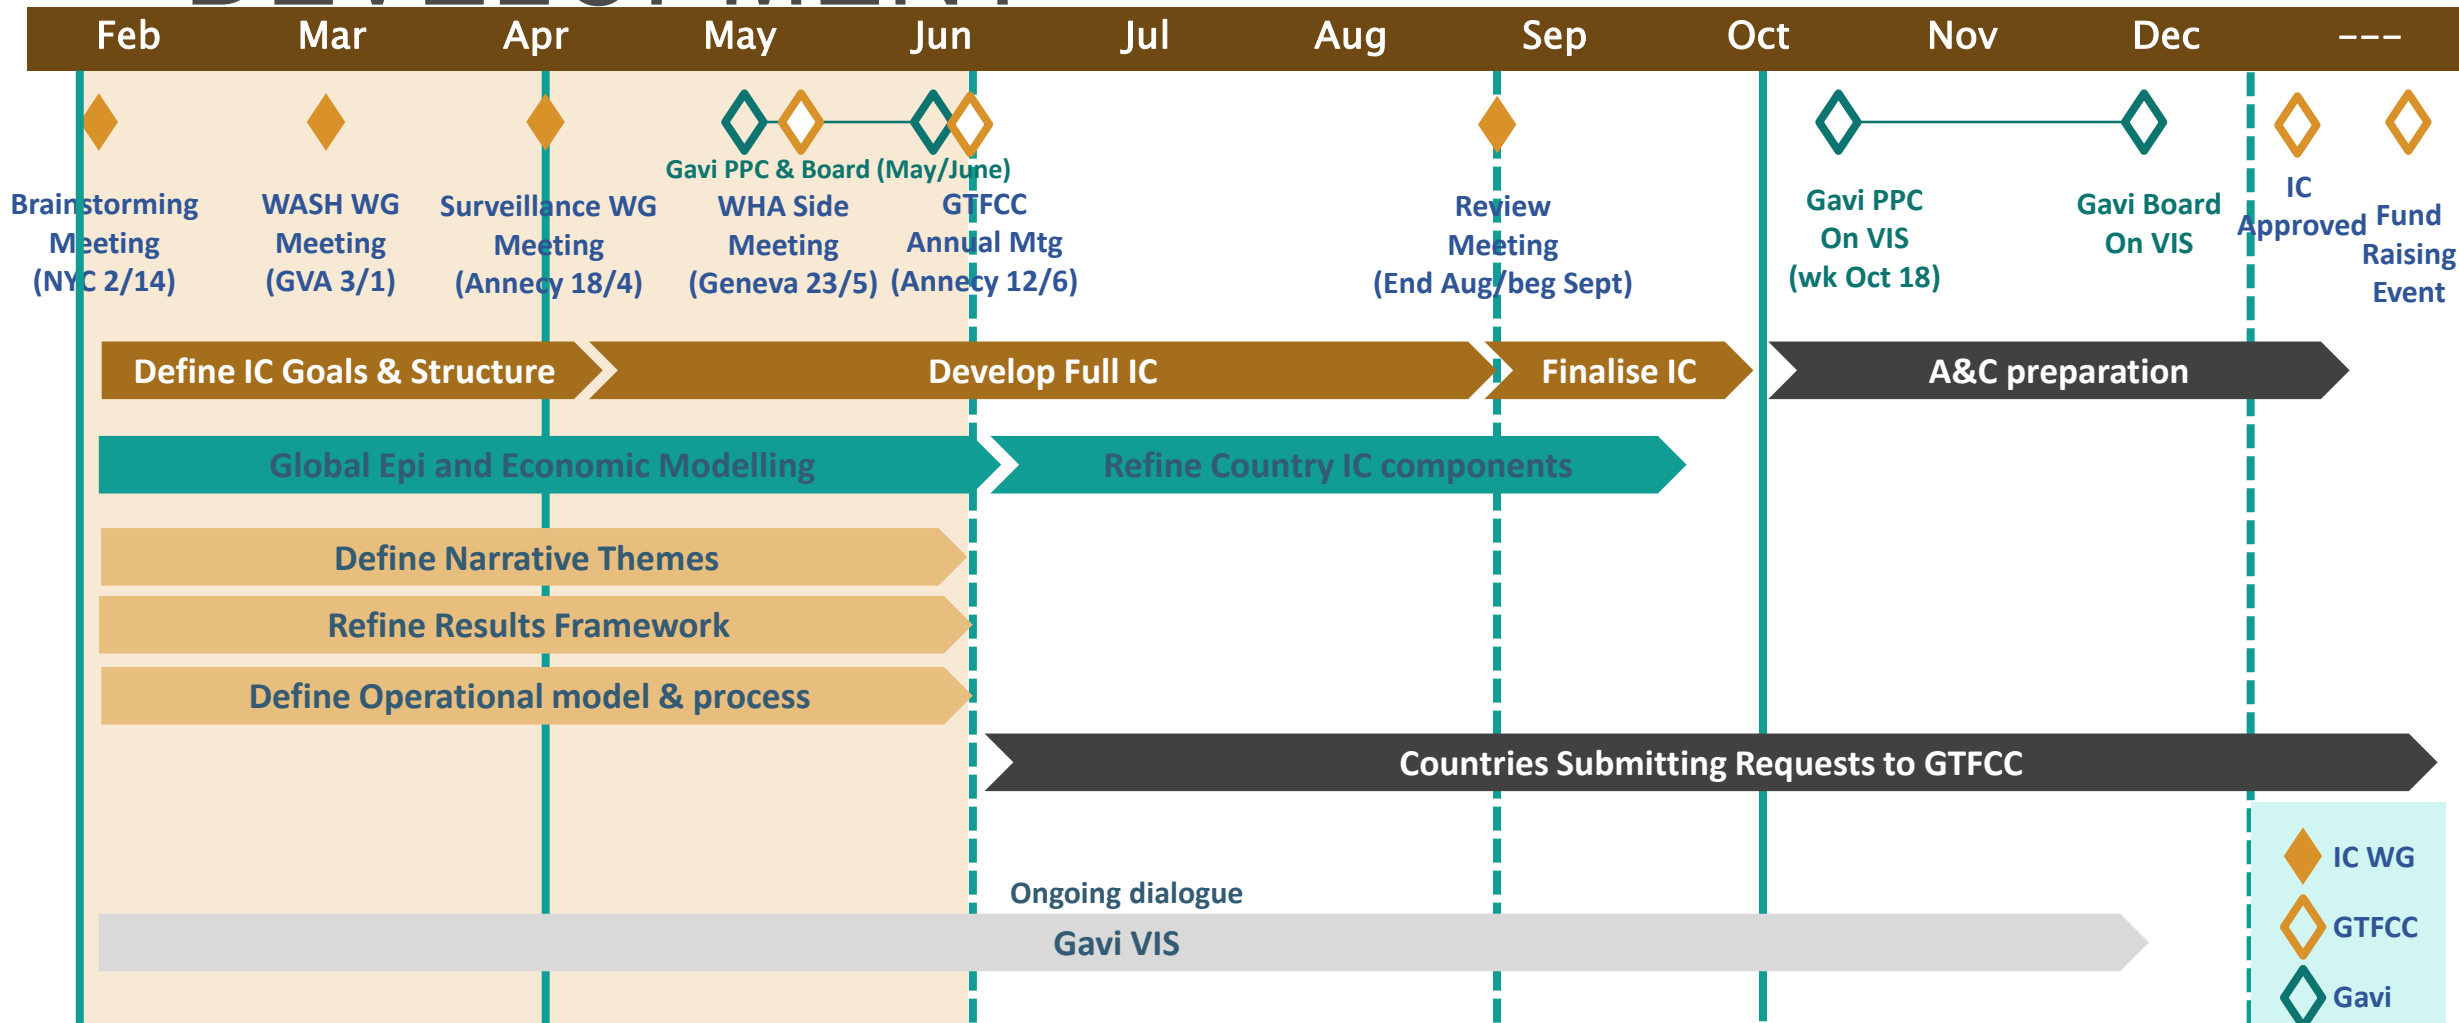 DEVELOPMENT
Feb Mar Apr May Jun Jul Aug Sep Oct Nov Dec ---
Gavi PPC & Board (May/June)
Brainstorming
Meeting
(NYC 2/14)
WASH WG
Meeting
(GVA 3/1)
Surveillance WG
Meeting
(Annecy 18/4)
WHA Side
Meeting
(Geneva 23/5)
GTFCC
Annual Mtg
(Annecy 12/6)
Review
Meeting
(End Aug/beg Sept)
Gavi PPC
On VIS
(wk Oct 18)
Gavi Board
On VIS
IC
Approved
Fund
Raising
Event
Define IC Goals & Structure
Develop Full IC
Finalise IC
A&C preparation
Global Epi and Economic Modelling
Refine Country IC components
Define Narrative Themes
Refine Results Framework
Define Operational model & process
Countries Submitting Requests to GTFCC
Ongoing dialogue
Gavi VIS
IC WG
GTFCC
Gavi